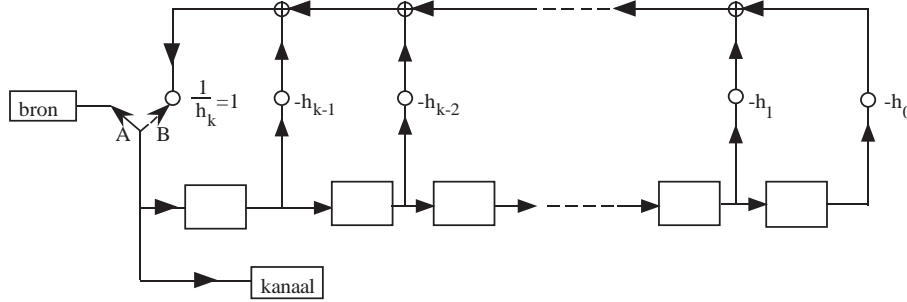 bron
A
B
1/h_k=1
-h_{k-1}
-h_{k-2}
-h_1
-h_0
kanaal